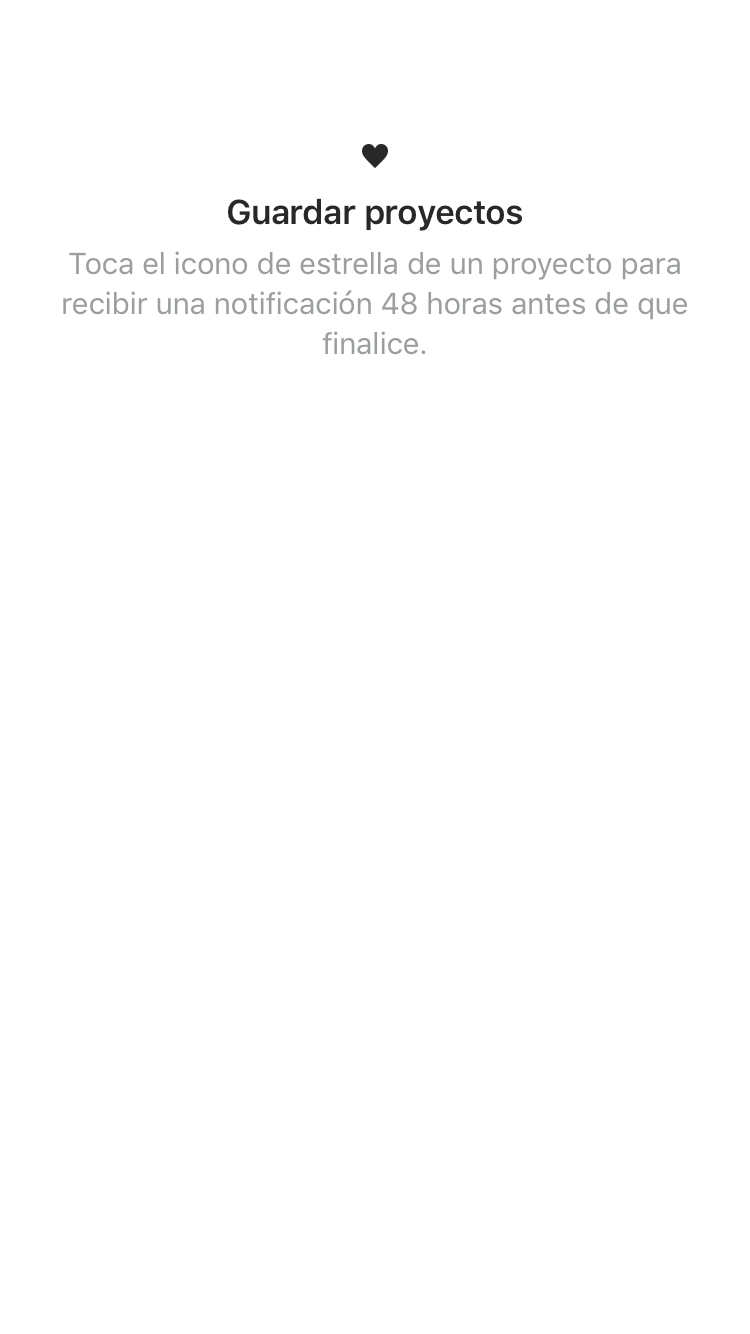 Guardar proyectos
Toca el icono de estrella de un proyecto para
recibir una notificación 48 horas antes de que
finalice.